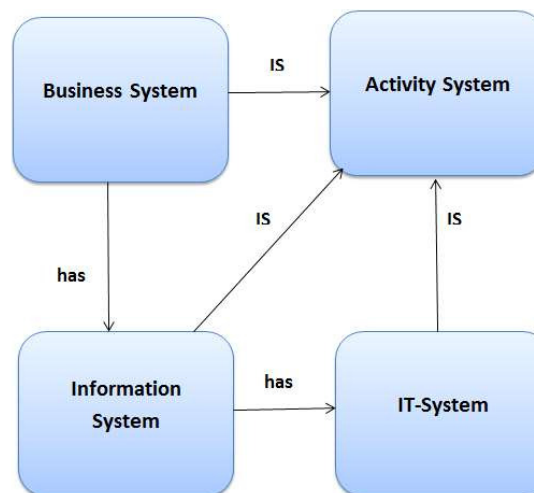 Business System
IS
Activity System
IS
IS
has
Information
System
has
IT-System